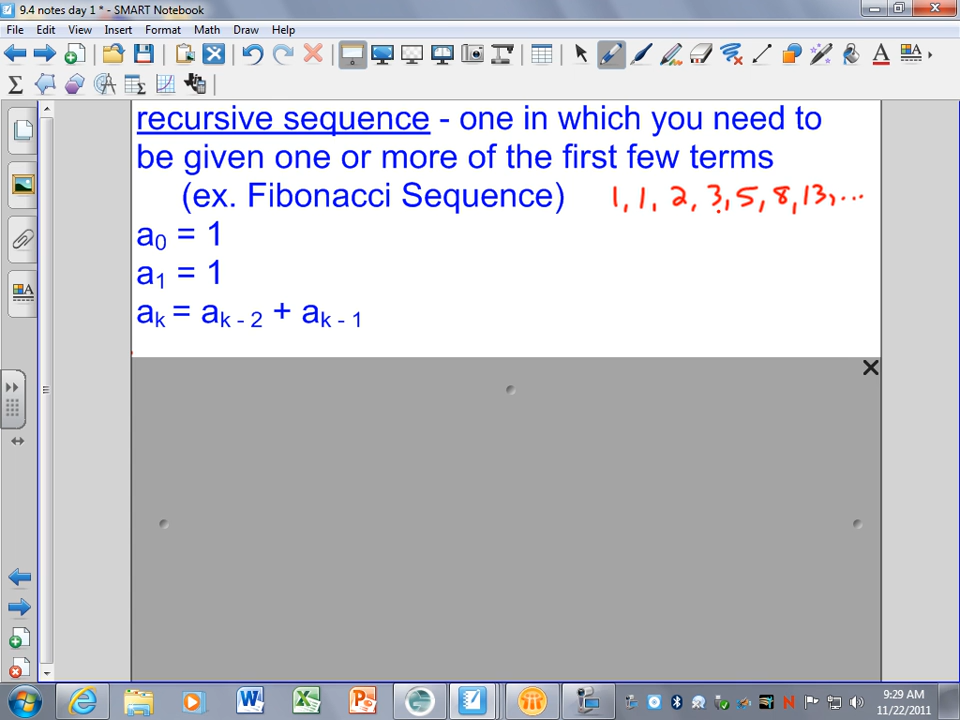 9.4 notes day 1 * - SMART Notebook
File Edit View Insert Format Math Draw Help
recursive sequence - one in which you need to
be given one or more of the first few terms
(ex. Fibonacci Sequence) 1, 1, 2, 3, 5, 8, 13, ...
a₀ = 1
a₁ = 1
aₖ = aₖ ₋ ₂ + aₖ ₋ ₁
9:29 AM
11/22/2011